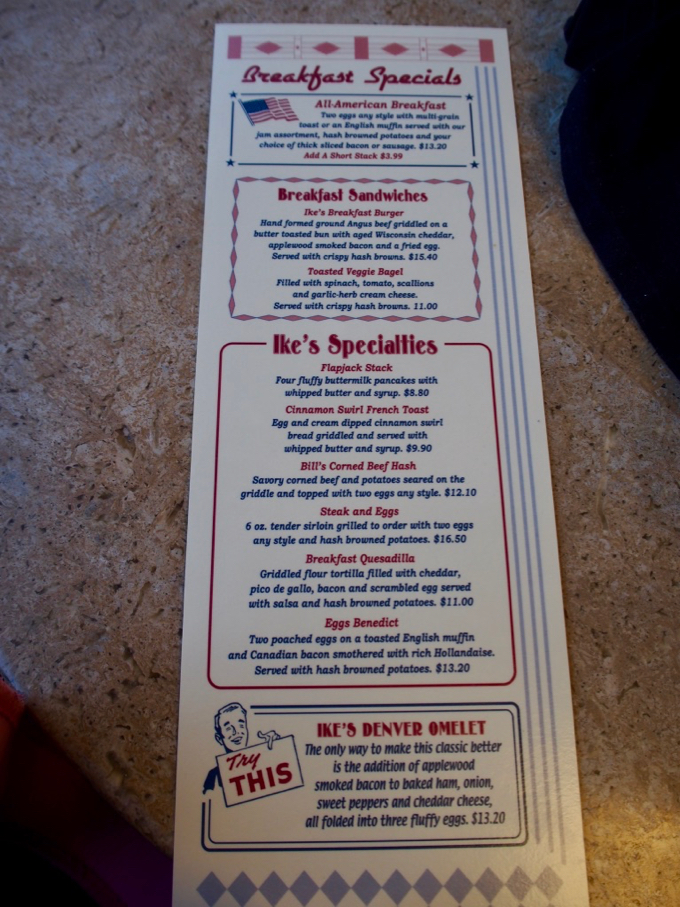 Breakfast Specials
All-American Breakfast
Two eggs any style with multi-grain
toast or an English muffin served with our
jam assortment, hash browned potatoes and your
choice of thick sliced bacon or sausage. $13.20
Add A Short Stack $3.99
Breakfast Sandwiches
Ike's Breakfast Burger
Hand formed ground Angus beef griddled on a
butter toasted bun with aged Wisconsin cheddar,
applewood smoked bacon and a fried egg.
Served with crispy hash browns. $15.40
Toasted Veggie Bagel
Filled with spinach, tomato, scallions
and garlic-herb cream cheese.
Served with crispy hash browns. 11.00
Ike's Specialties
Flapjack Stack
Four fluffy buttermilk pancakes with
whipped butter and syrup. $8.80
Cinnamon Swirl French Toast
Egg and cream dipped cinnamon swirl
bread griddled and served with
whipped butter and syrup. $9.90
Bill's Corned Beef Hash
Savory corned beef and potatoes seared on the
griddle and topped with two eggs any style. $12.10
Steak and Eggs
6 oz. tender sirloin grilled to order with two eggs
any style and hash browned potatoes. $16.50
Breakfast Quesadilla
Griddled flour tortilla filled with cheddar,
pico de gallo, bacon and scrambled egg served
with salsa and hash browned potatoes. $11.00
Eggs Benedict
Two poached eggs on a toasted English muffin
and Canadian bacon smothered with rich Hollandaise.
Served with hash browned potatoes. $13.20
Try
THIS
IKE'S DENVER OMELET
The only way to make this classic better
is the addition of applewood
smoked bacon to baked ham, onion,
sweet peppers and cheddar cheese,
all folded into three fluffy eggs. $13.20